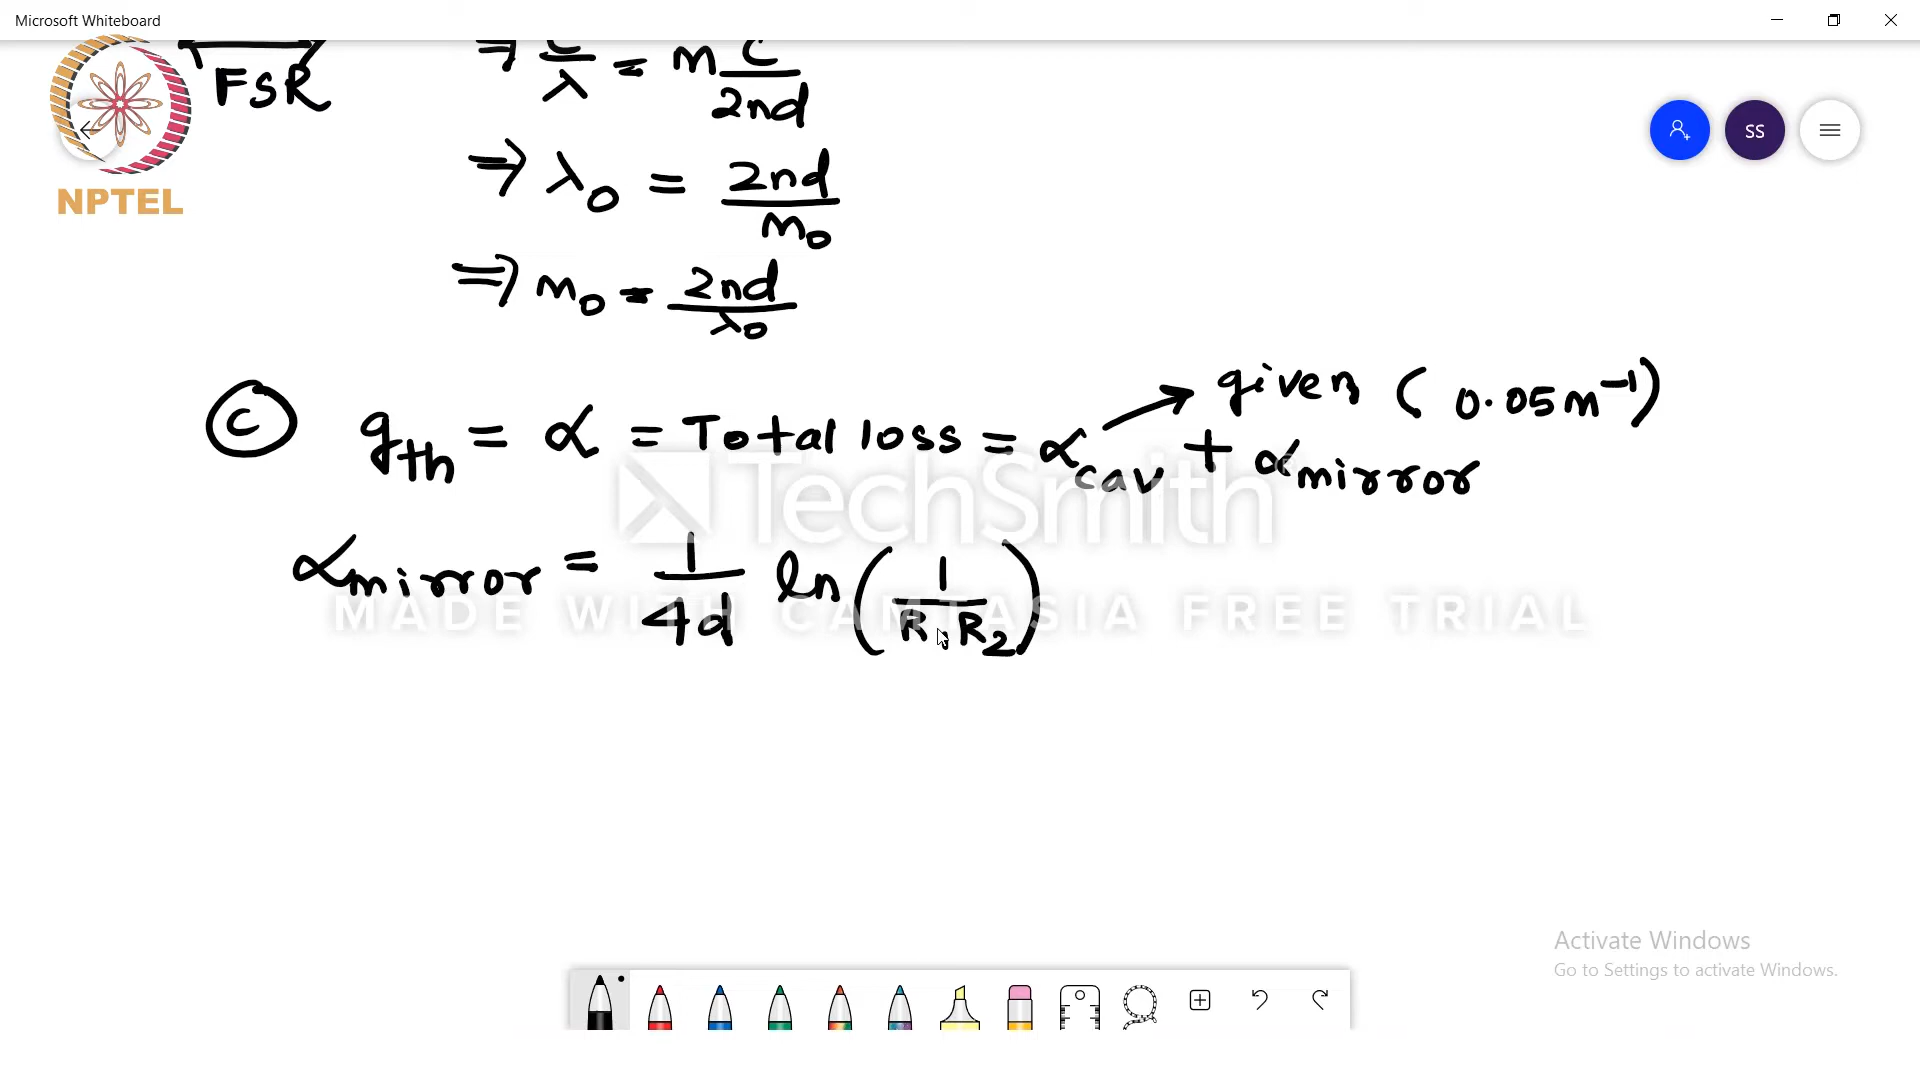 Microsoft Whiteboard
FSR
⇒ C/λ = m C/2nd
⇒ λ₀ = 2nd/m₀
⇒ m₀ = 2nd/λ₀
NPTEL
SS
given (0.05 m⁻¹)
(c) g_th = α = Total loss = α_cav + α_mirror
TechSmith
α_mirror = 1/4d ln(1/R₁R₂)
MADE WITH CAMTASIA FREE TRIAL
Activate Windows
Go to Settings to activate Windows.